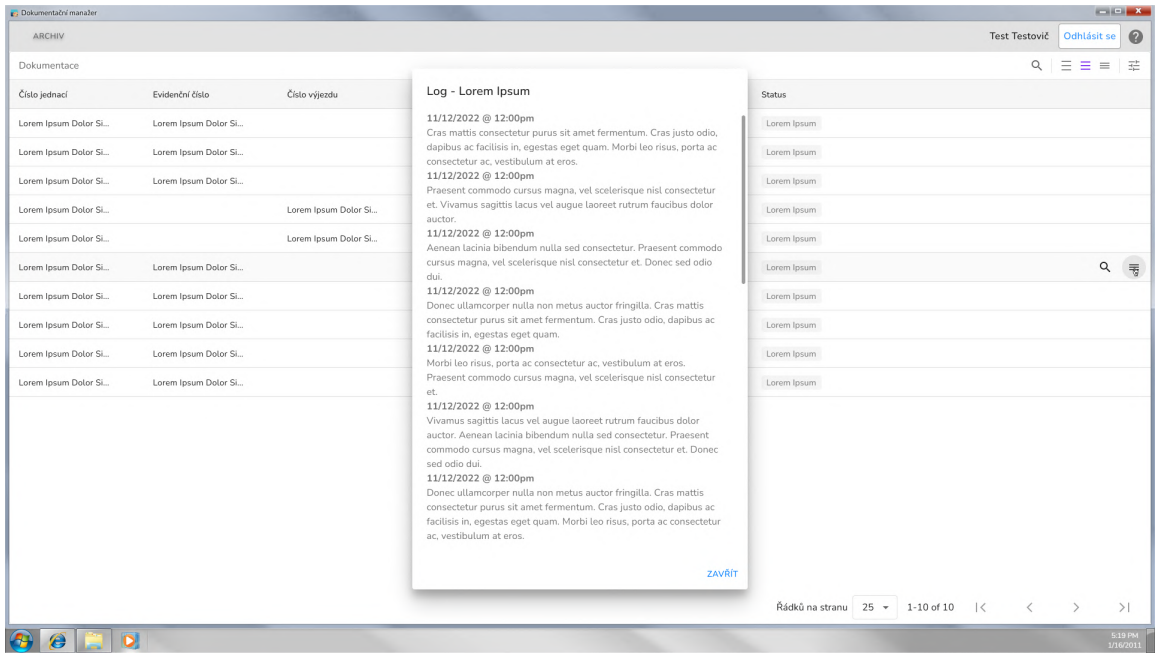 Dokumentační manažer
ARCHIV
Test Testovič
Odhlásit se
Dokumentace
Číslo jednací
Evidenční číslo
Číslo výjezdu
Status
Lorem Ipsum Dolor Si...
Lorem Ipsum Dolor Si...
Lorem Ipsum
Lorem Ipsum Dolor Si...
Lorem Ipsum Dolor Si...
Lorem Ipsum
Lorem Ipsum Dolor Si...
Lorem Ipsum Dolor Si...
Lorem Ipsum
Lorem Ipsum Dolor Si...
Lorem Ipsum Dolor Si...
Lorem Ipsum
Lorem Ipsum Dolor Si...
Lorem Ipsum Dolor Si...
Lorem Ipsum
Lorem Ipsum Dolor Si...
Lorem Ipsum Dolor Si...
Lorem Ipsum
Lorem Ipsum Dolor Si...
Lorem Ipsum Dolor Si...
Lorem Ipsum
Lorem Ipsum Dolor Si...
Lorem Ipsum Dolor Si...
Lorem Ipsum
Lorem Ipsum Dolor Si...
Lorem Ipsum Dolor Si...
Lorem Ipsum
Lorem Ipsum Dolor Si...
Lorem Ipsum Dolor Si...
Lorem Ipsum
Log - Lorem Ipsum
11/12/2022 @ 12:00pm
Cras mattis consectetur purus sit amet fermentum. Cras justo odio,
dapibus ac facilisis in, egestas eget quam. Morbi leo risus, porta ac
consectetur ac, vestibulum at eros.
11/12/2022 @ 12:00pm
Praesent commodo cursus magna, vel scelerisque nisl consectetur
et. Vivamus sagittis lacus vel augue laoreet rutrum faucibus dolor
auctor.
11/12/2022 @ 12:00pm
Aenean lacinia bibendum nulla sed consectetur. Praesent commodo
cursus magna, vel scelerisque nisl consectetur et. Donec sed odio
dui.
11/12/2022 @ 12:00pm
Donec ullamcorper nulla non metus auctor fringilla. Cras mattis
consectetur purus sit amet fermentum. Cras justo odio, dapibus ac
facilisis in, egestas eget quam.
11/12/2022 @ 12:00pm
Morbi leo risus, porta ac consectetur ac, vestibulum at eros.
Praesent commodo cursus magna, vel scelerisque nisl consectetur
et.
11/12/2022 @ 12:00pm
Vivamus sagittis lacus vel augue laoreet rutrum faucibus dolor
auctor. Aenean lacinia bibendum nulla sed consectetur. Praesent
commodo cursus magna, vel scelerisque nisl consectetur et. Donec
sed odio dui.
11/12/2022 @ 12:00pm
Donec ullamcorper nulla non metus auctor fringilla. Cras mattis
consectetur purus sit amet fermentum. Cras justo odio, dapibus ac
facilisis in, egestas eget quam. Morbi leo risus, porta ac consectetur
ac, vestibulum at eros.
ZAVŘÍT
Řádků na stranu 25 1-10 of 10
5:19 PM
1/16/2011